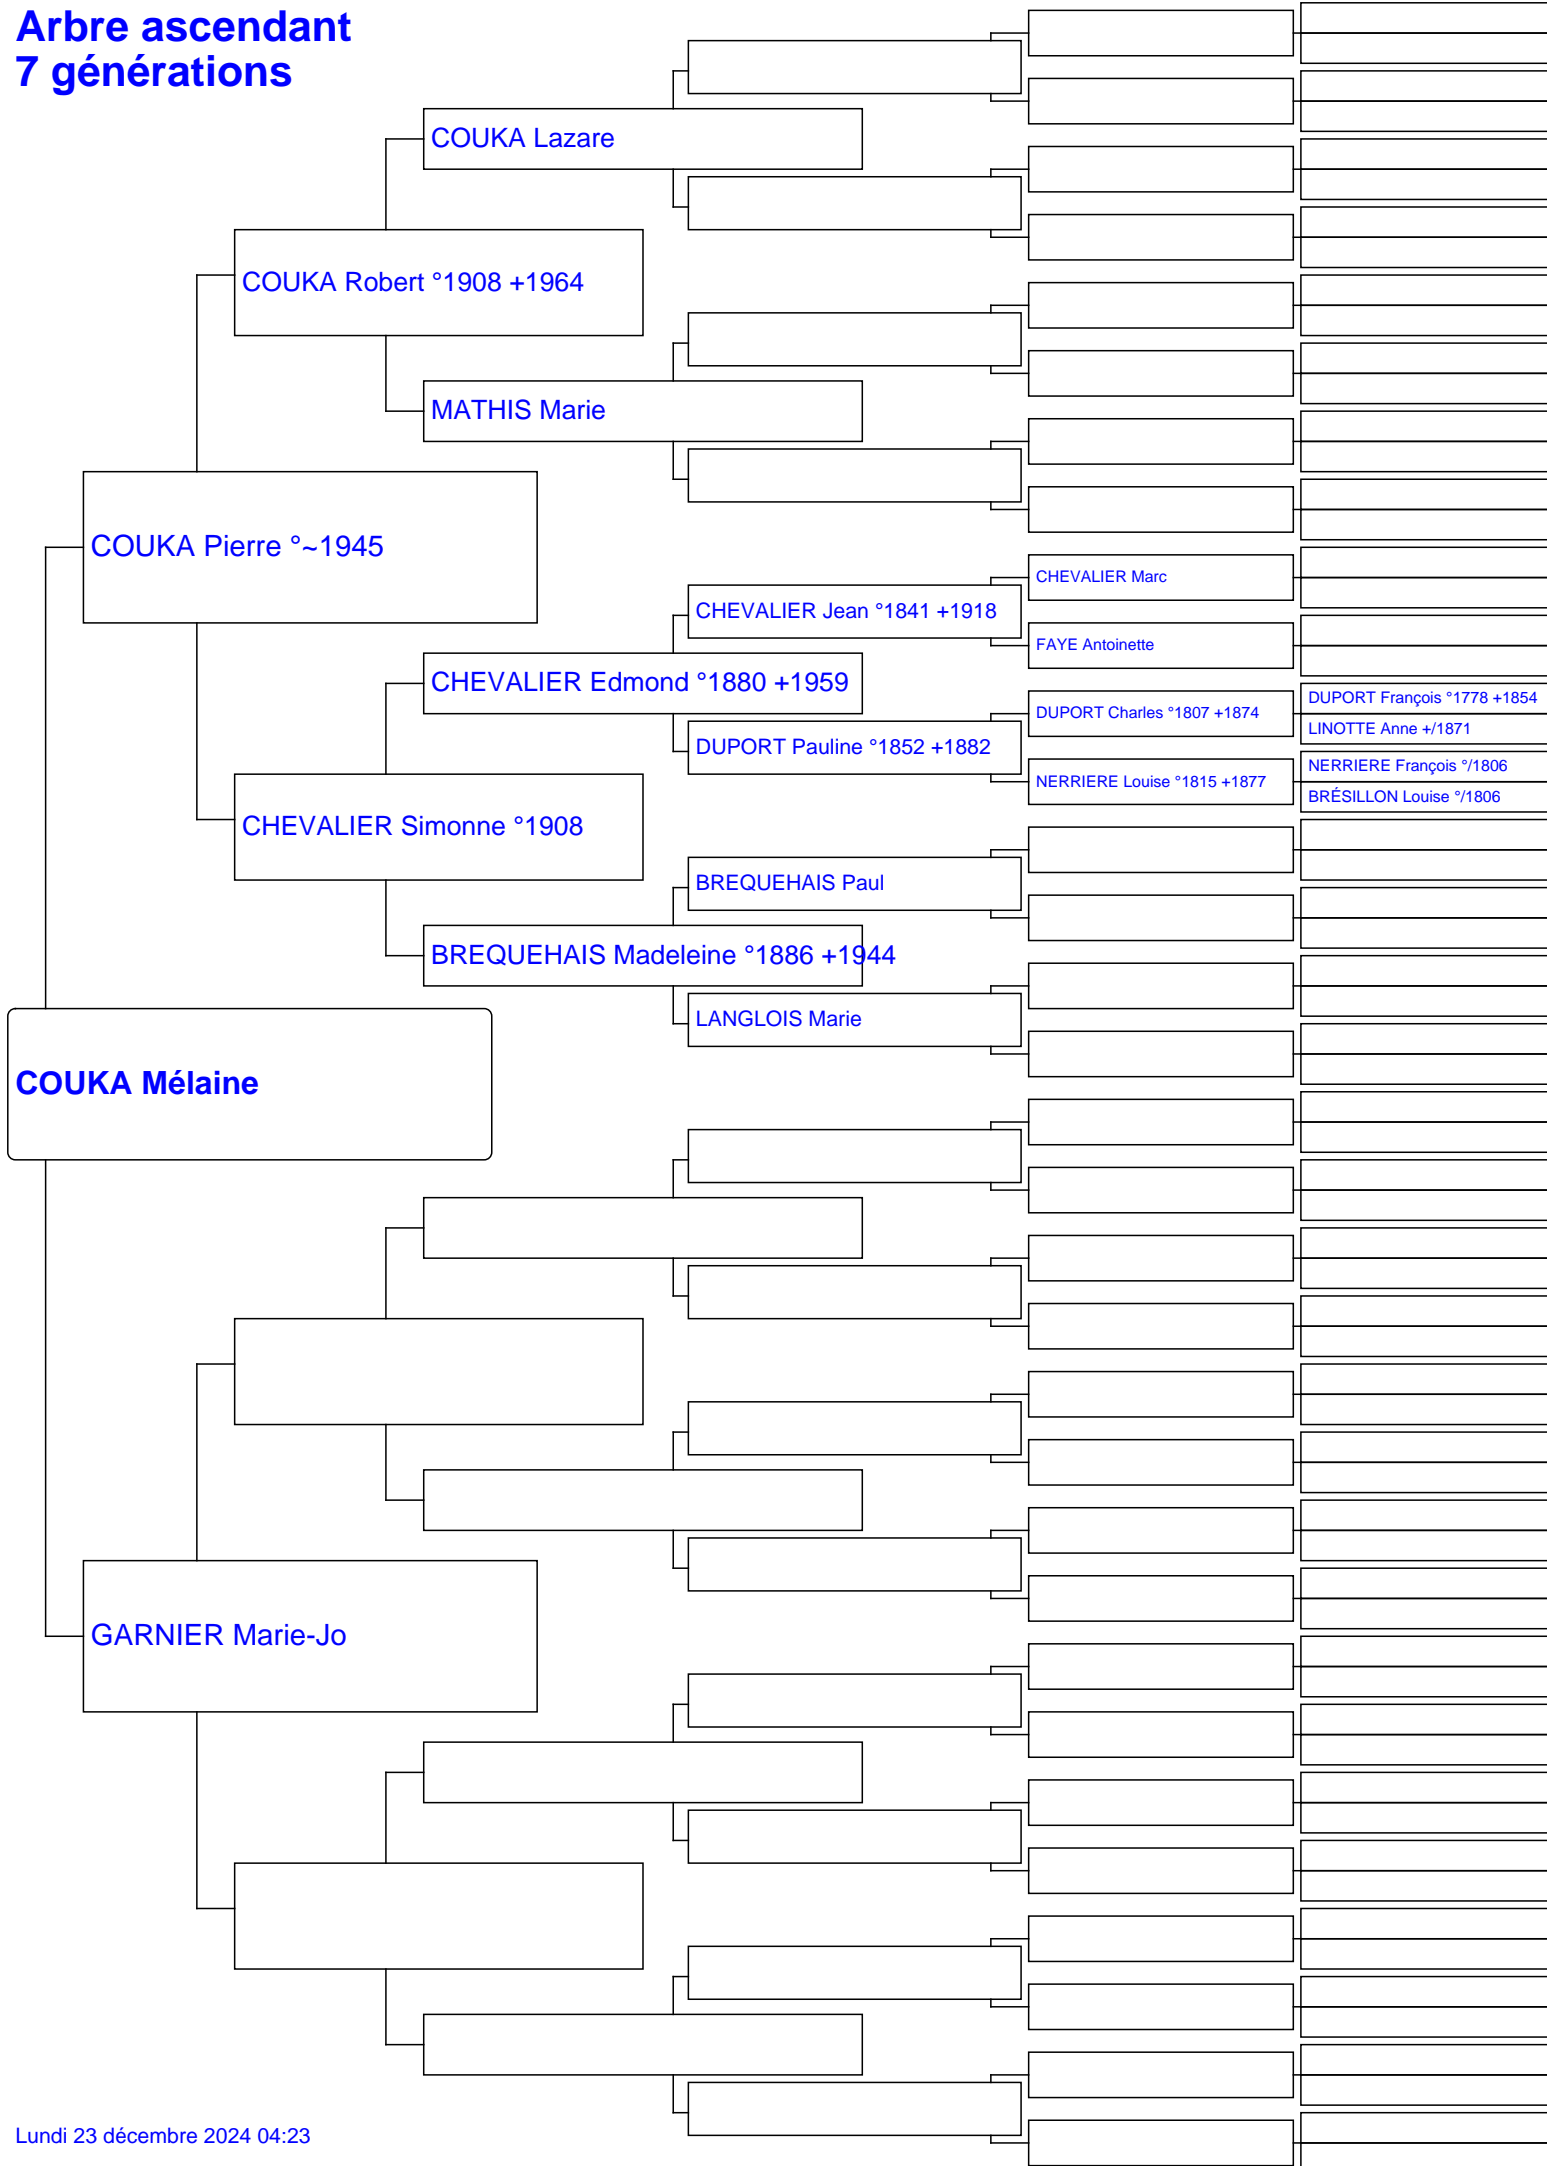 Arbre ascendant
7 générations
COUKA Lazare
COUKA Robert °1908 +1964
MATHIS Marie
COUKA Pierre °~1945
CHEVALIER Marc
CHEVALIER Jean °1841 +1918
FAYE Antoinette
CHEVALIER Edmond °1880 +1959
DUPORT François °1778 +1854
DUPORT Charles °1807 +1874
LINOTTE Anne +/1871
DUPORT Pauline °1852 +1882
NERRIERE François °/1806
NERRIERE Louise °1815 +1877
BRÉSILLON Louise °/1806
CHEVALIER Simonne °1908
BREQUEHAIS Paul
BREQUEHAIS Madeleine °1886 +1944
LANGLOIS Marie
COUKA Mélaine
GARNIER Marie-Jo
Lundi 23 décembre 2024 04:23